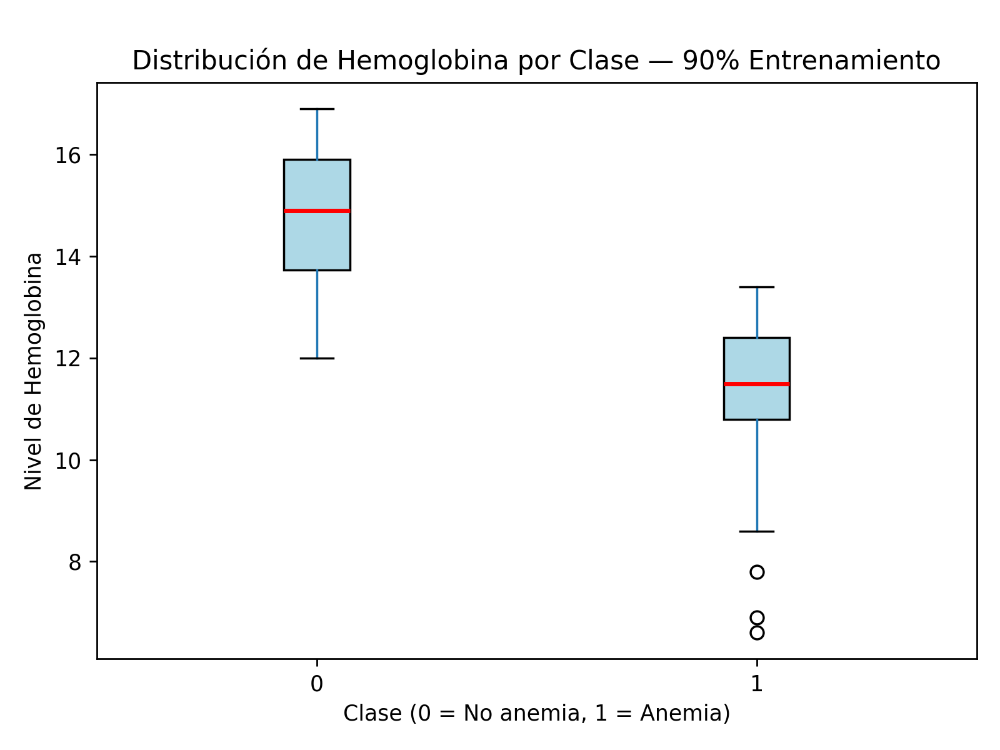 Distribución de Hemoglobina por Clase — 90% Entrenamiento
Nivel de Hemoglobina
16
14
12
10
8
0
1
Clase (0 = No anemia, 1 = Anemia)